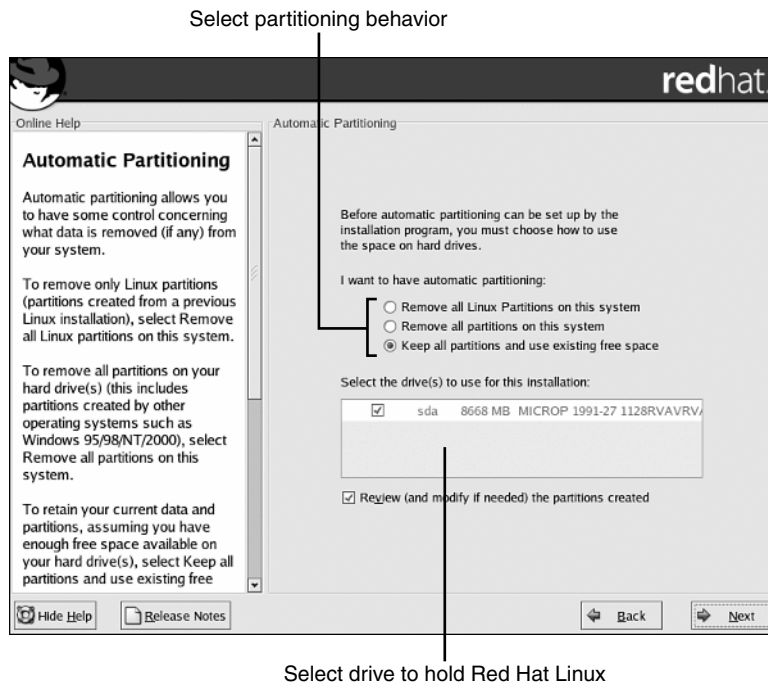 Select partitioning behavior
redhat.
Online Help
Automatic Partitioning
Automatic partitioning allows you
to have some control concerning
what data is removed (if any) from
your system.
To remove only Linux partitions
(partitions created from a previous
Linux installation), select Remove
all Linux partitions on this system.
To remove all partitions on your
hard drive(s) (this includes
partitions created by other
operating systems such as
Windows 95/98/NT/2000), select
Remove all partitions on this
system.
To retain your current data and
partitions, assuming you have
enough free space available on
your hard drive(s), select Keep all
partitions and use existing free
Automatic Partitioning
Before automatic partitioning can be set up by the
installation program, you must choose how to use
the space on hard drives.
I want to have automatic partitioning:
Remove all Linux Partitions on this system
Remove all partitions on this system
Keep all partitions and use existing free space
Select the drive(s) to use for this installation:
sda 8668 MB MICROP 1991-27 1128RVAVRV
Review (and modify if needed) the partitions created
Hide Help Release Notes Back Next
Select drive to hold Red Hat Linux